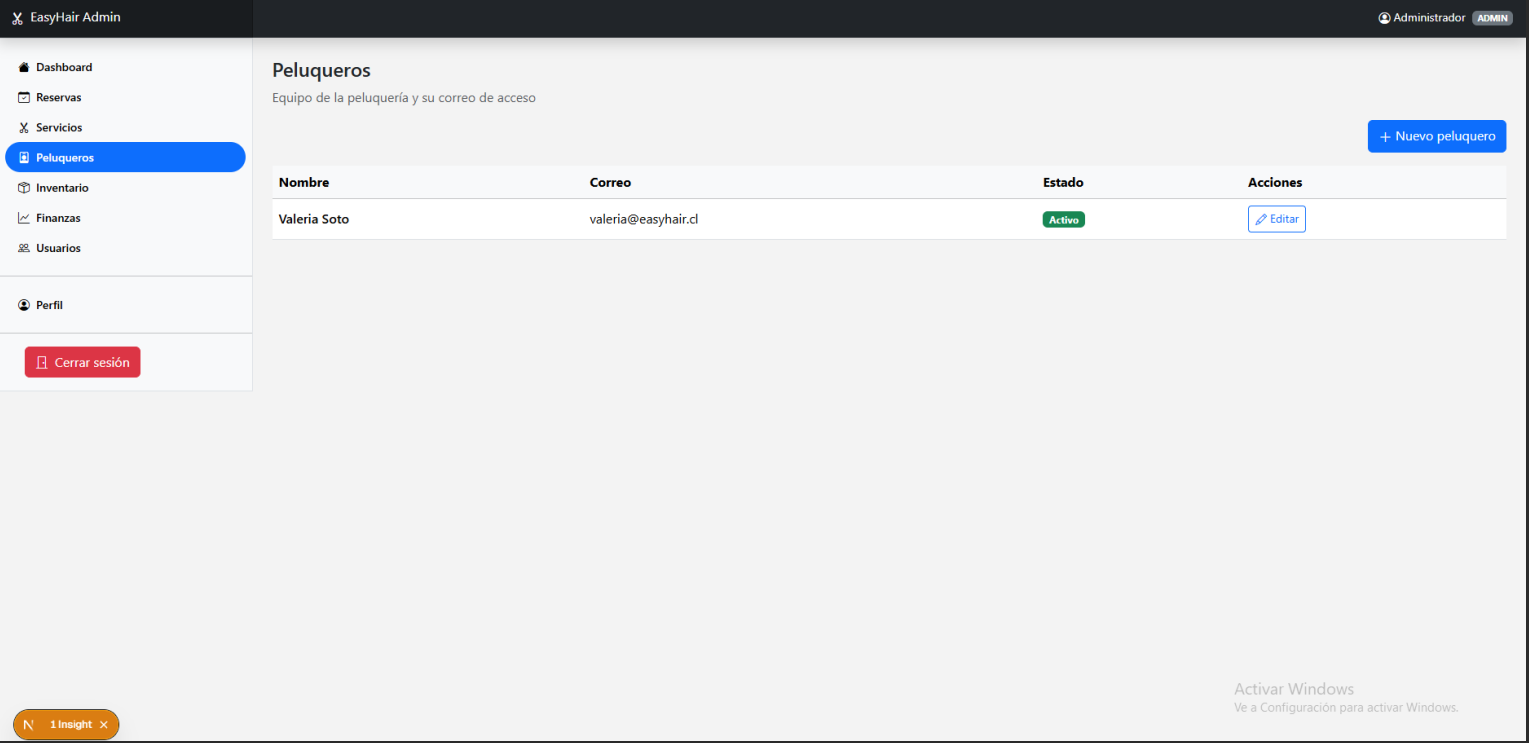 EasyHair Admin
Administrador ADMIN
Dashboard
Reservas
Servicios
Peluqueros
Inventario
Finanzas
Usuarios
Perfil
Cerrar sesión
Peluqueros
Equipo de la peluquería y su correo de acceso
+ Nuevo peluquero
Nombre Correo Estado Acciones
Valeria Soto valeria@easyhair.cl Activo Editar
Activar Windows
Ve a Configuración para activar Windows.
N 1 Insight ×